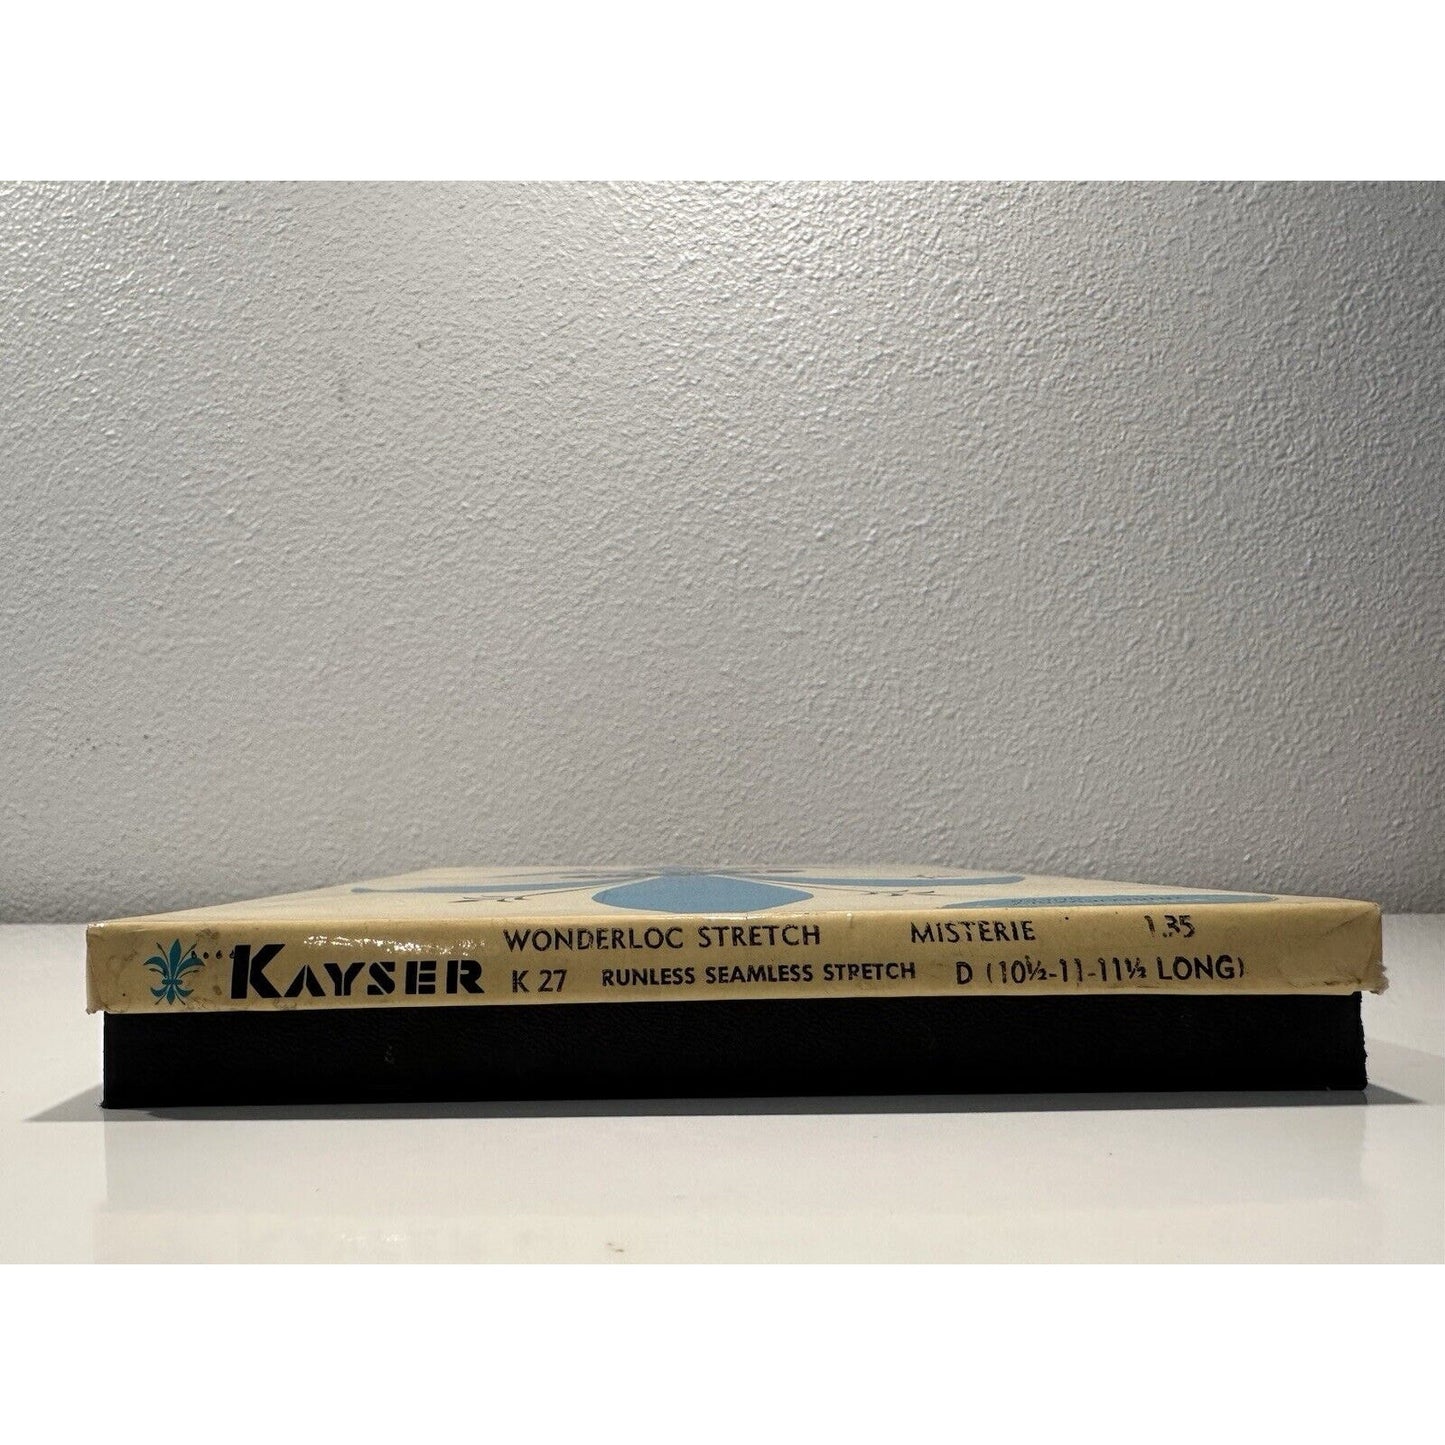 KAYSER
WONDERLOC STRETCH MISTERIE 1.35
K 27 RUNLESS SEAMLESS STRETCH D (10½-11-11½ LONG)